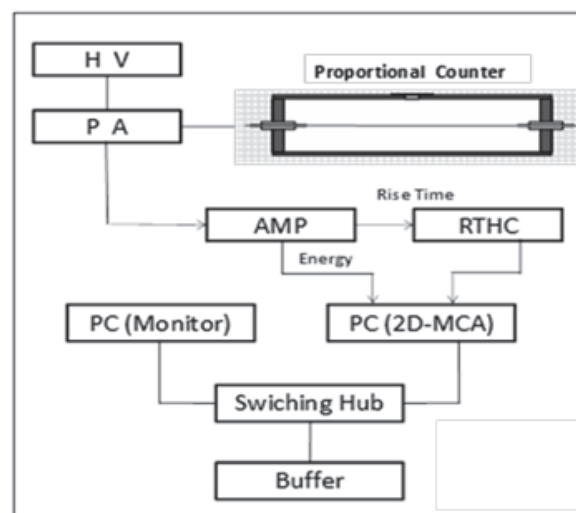 H V
Proportional Counter
P A
Rise Time
AMP
RTHC
Energy
PC (Monitor)
PC (2D-MCA)
Swiching Hub
Buffer